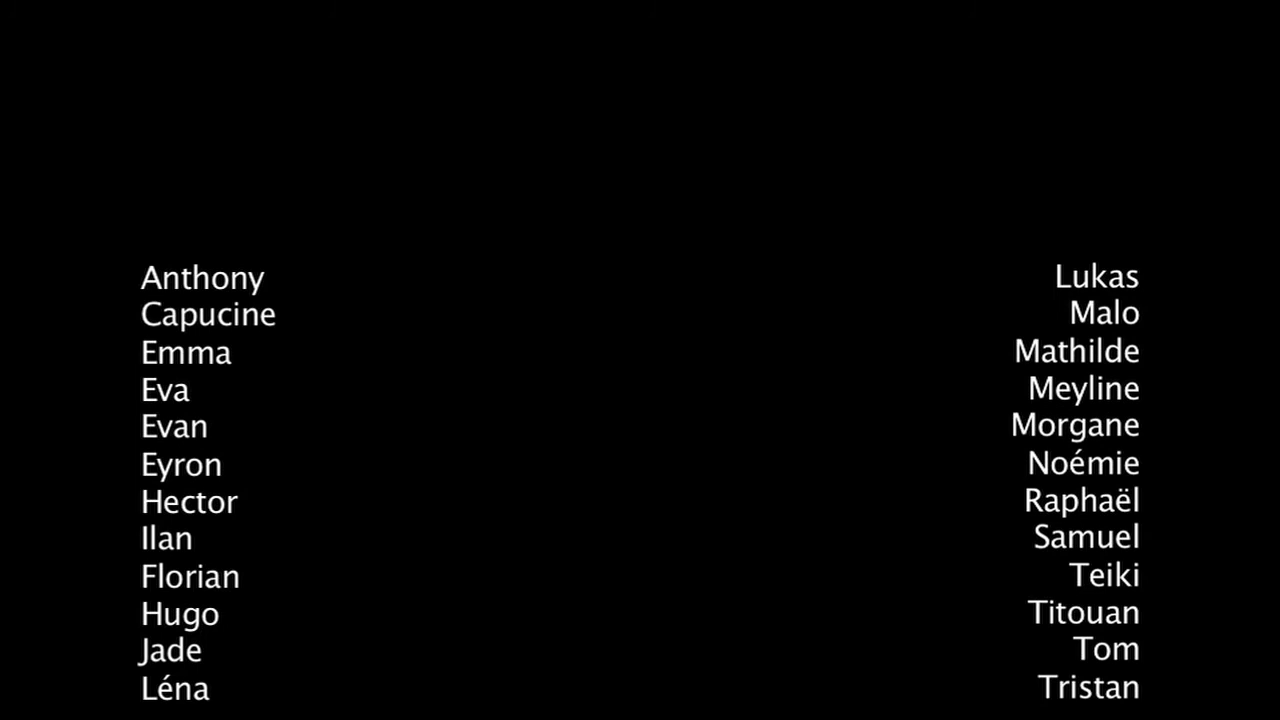 Anthony
Capucine
Emma
Eva
Evan
Eyron
Hector
Ilan
Florian
Hugo
Jade
Léna
Lukas
Malo
Mathilde
Meyline
Morgane
Noémie
Raphaël
Samuel
Teiki
Titouan
Tom
Tristan